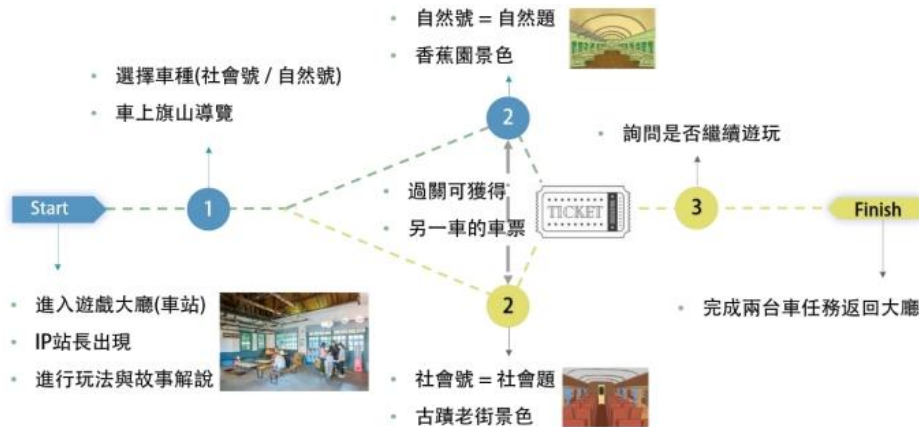 自然號 = 自然題
香蕉園景色
選擇車種(社會號 / 自然號)
車上旗山導覽
2
詢問是否繼續遊玩
過關可獲得
另一車的車票
Start
1
TICKET
3
Finish
2
進入遊戲大廳(車站)
IP站長出現
進行玩法與故事解說
完成兩台車任務返回大廳
社會號 = 社會題
古蹟老街景色